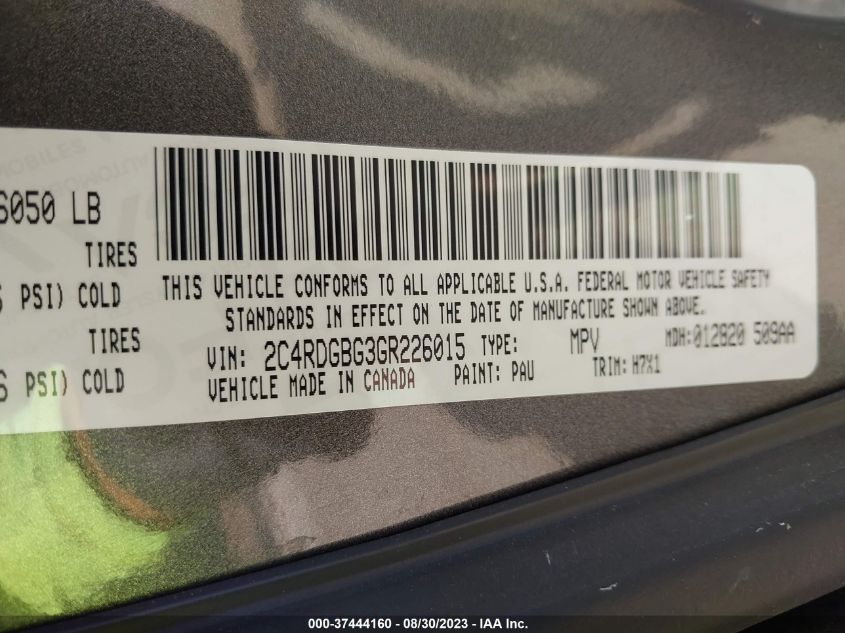 6050 LB
TIRES
PSI) COLD
TIRES
PSI) COLD
THIS VEHICLE CONFORMS TO ALL APPLICABLE U.S.A. FEDERAL MOTOR VEHICLE SAFETY
STANDARDS IN EFFECT ON THE DATE OF MANUFACTURE SHOWN ABOVE.
VIN: 2C4RDGBG3GR226015 TYPE: MPV MDH:012820 509AA
VEHICLE MADE IN CANADA PAINT: PAU TRIM: H7X1
000-37444160 - 08/30/2023 - IAA Inc.